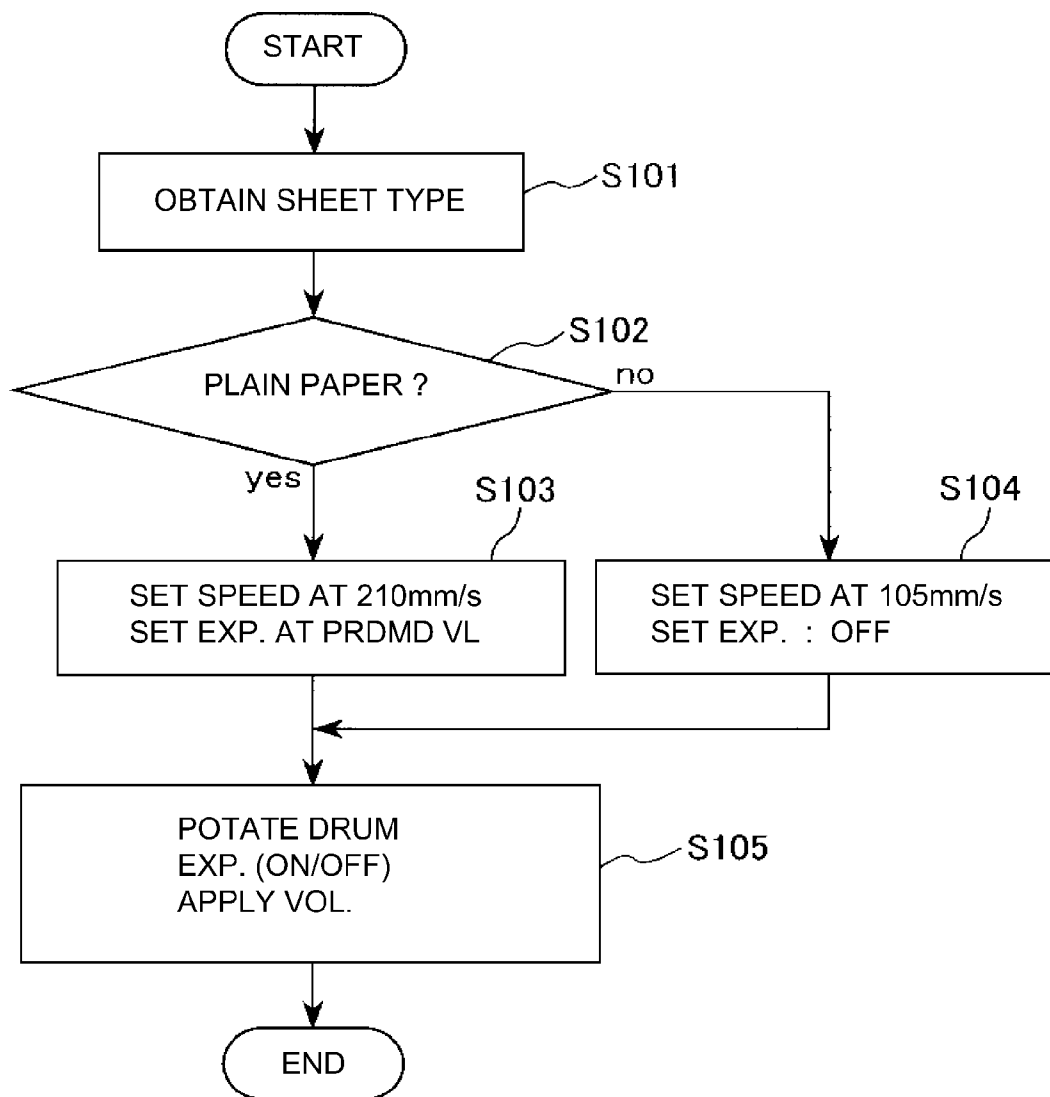 START
OBTAIN SHEET TYPE
S101
PLAIN PAPER ?
S102
no
yes
S103
SET SPEED AT 210mm/s
SET EXP. AT PRDMD VL
S104
SET SPEED AT 105mm/s
SET EXP. : OFF
POTATE DRUM
EXP. (ON/OFF)
APPLY VOL.
S105
END